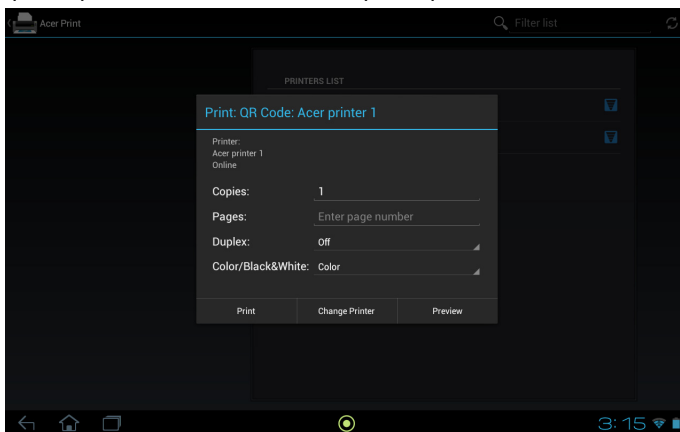 Acer Print
Filter list
PRINTERS LIST
Print: QR Code: Acer printer 1
Printer:
Acer printer 1
Online
Copies: 1
Pages: Enter page number
Duplex: Off
Color/Black&White: Color
Print Change Printer Preview
3:15